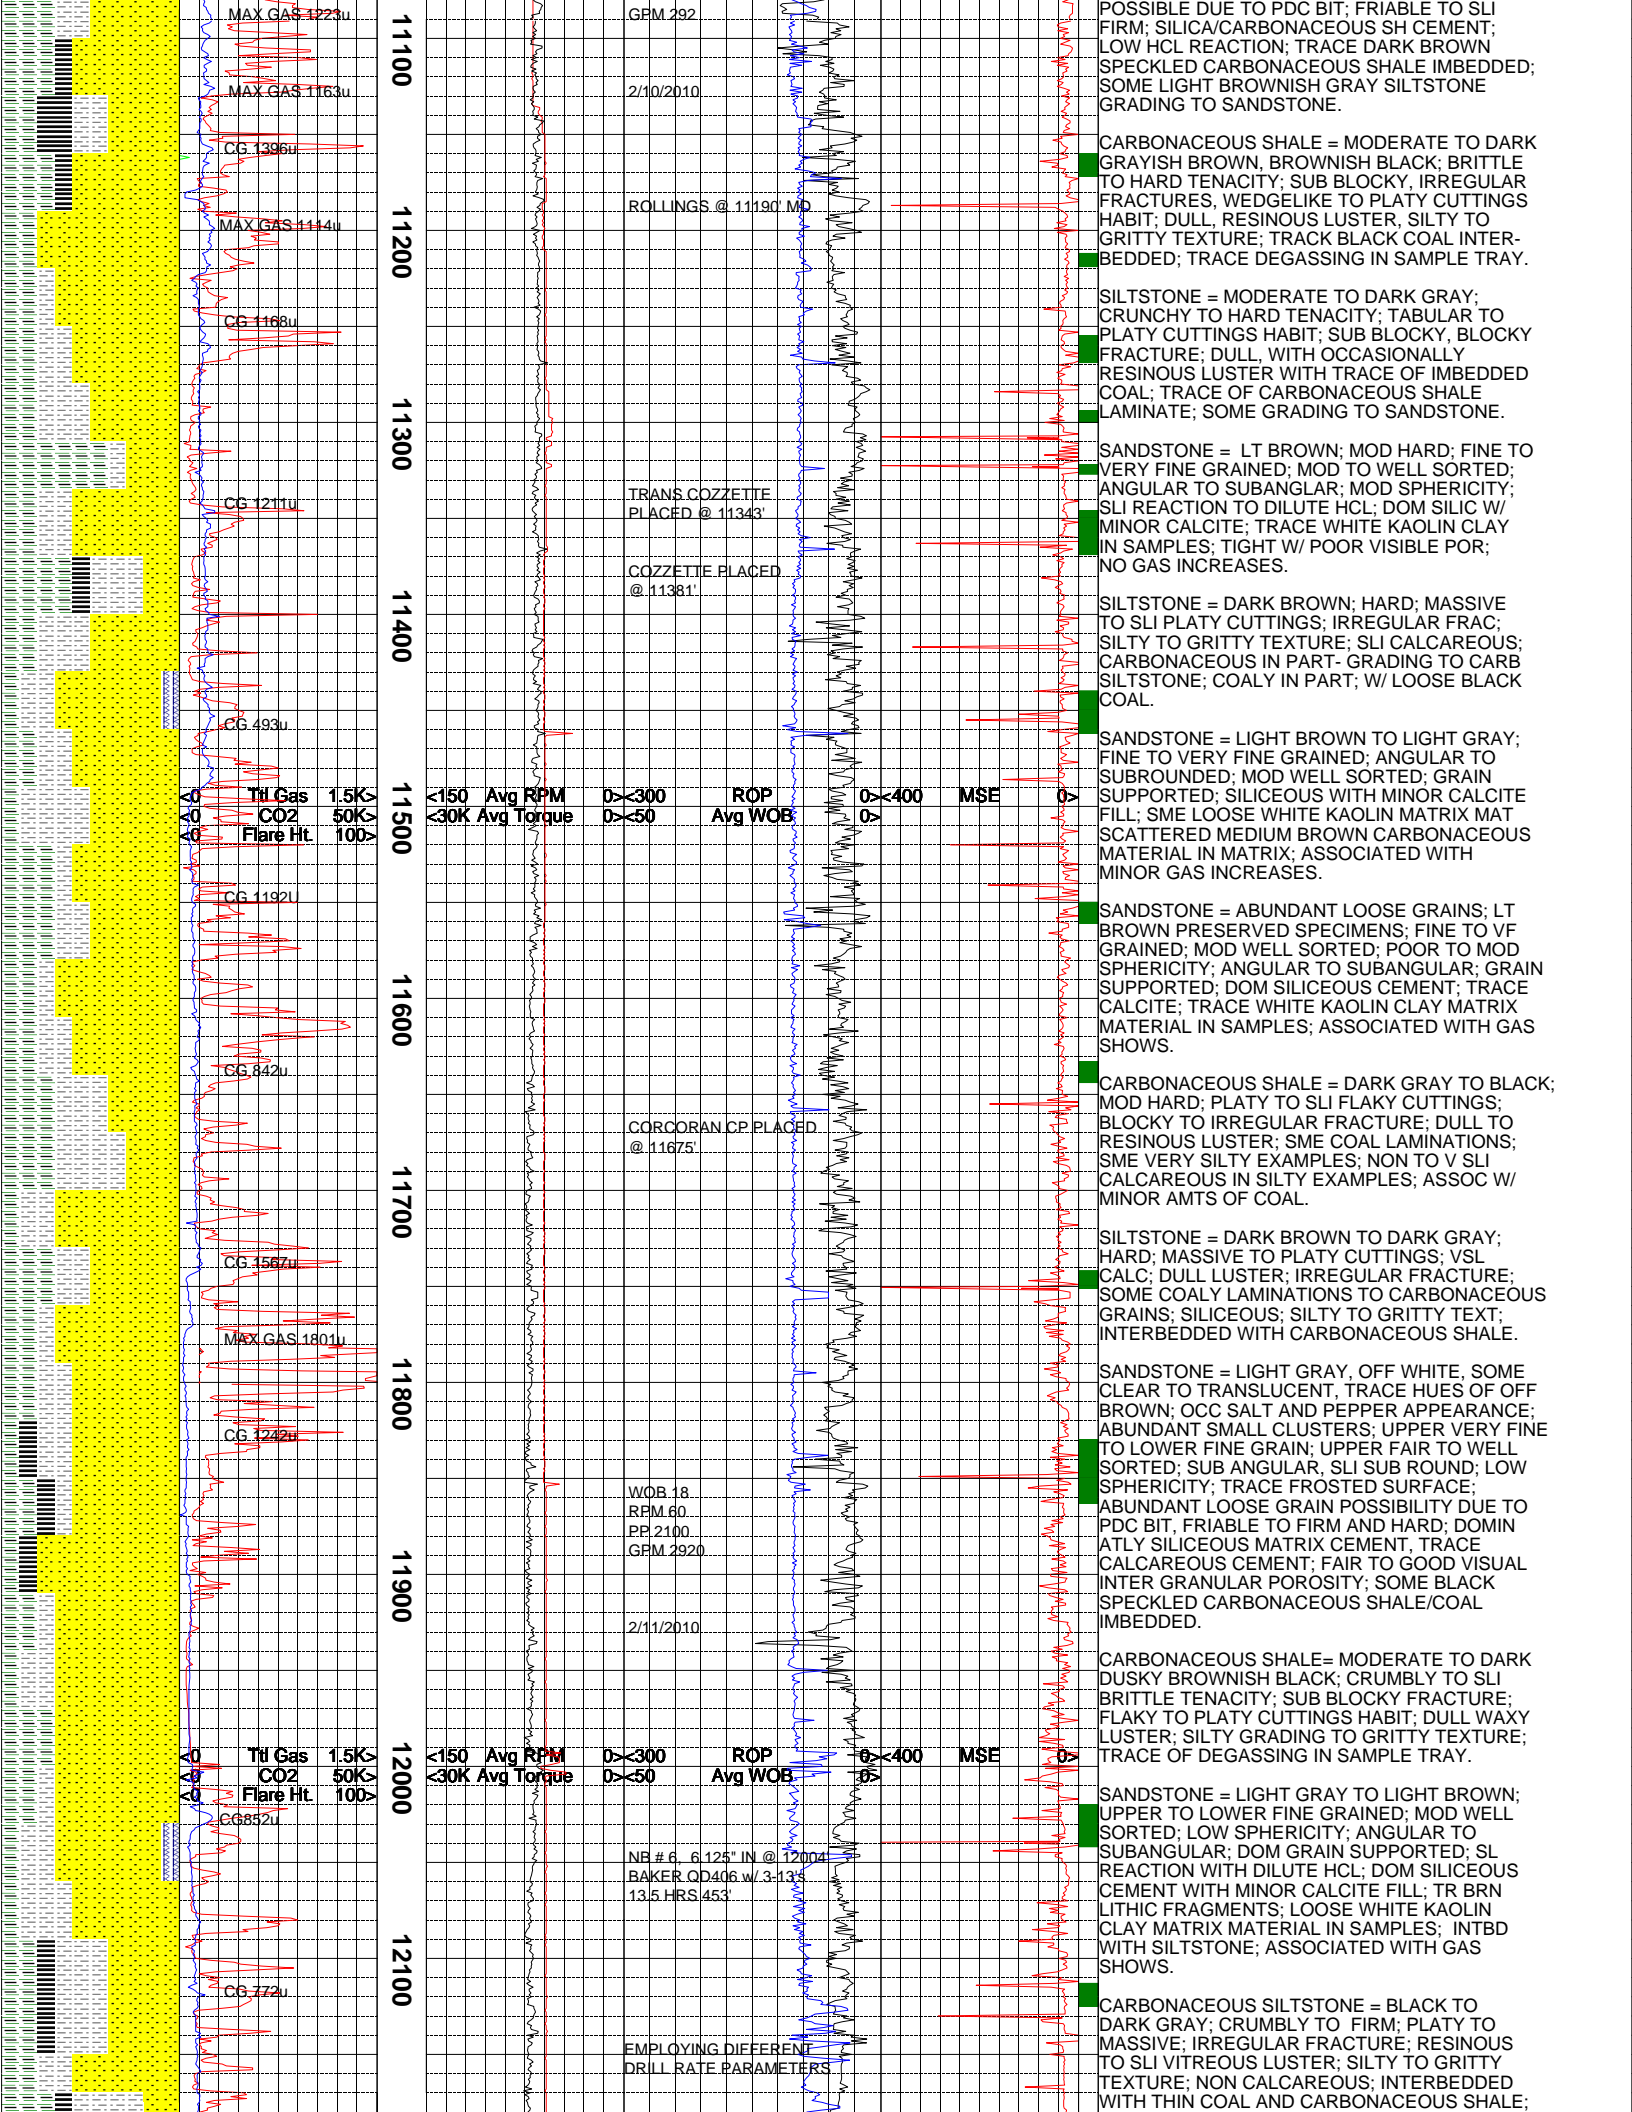 MAX GAS 1223u
MAX GAS 1163u
CG 1396u
MAX GAS 1114u
CG 1168u
CG 1211u
CG 493u
<0 Ttl Gas 1.5K>
<0 CO2 50K>
<0 Flare Ht. 100>
CG 1192U
CG 842u
CG 1567u
MAX GAS 1801u
CG 1242u
<0 Ttl Gas 1.5K>
<0 CO2 50K>
<0 Flare Ht. 100>
CG852u
CG 772u
11100
11200
11300
11400
11500
11600
11700
11800
11900
12000
12100
GPM 292
2/10/2010
ROLLINGS @ 11190' MD
TRANS COZZETTE
PLACED @ 11343'
COZZETTE PLACED
@ 11381'
<150 Avg RPM 0><300 ROP 0><400 MSE 0>
<30K Avg Torque 0><50 Avg WOB 0>
CORCORAN CP PLACED
@ 11675'
WOB 18
RPM 60
PP 2100
GPM 2920
2/11/2010
<150 Avg RPM 0><300 ROP 0><400 MSE 0>
<30K Avg Torque 0><50 Avg WOB 0>
NB # 6, 6.125" IN @ 12004'
BAKER QD406 w/ 3-13's
13.5 HRS 453'
EMPLOYING DIFFERENT
DRILL RATE PARAMETERS
POSSIBLE DUE TO PDC BIT; FRIABLE TO SLI
FIRM; SILICA/CARBONACEOUS SH CEMENT;
LOW HCL REACTION; TRACE DARK BROWN
SPECKLED CARBONACEOUS SHALE IMBEDDED;
SOME LIGHT BROWNISH GRAY SILTSTONE
GRADING TO SANDSTONE.
CARBONACEOUS SHALE = MODERATE TO DARK
GRAYISH BROWN, BROWNISH BLACK; BRITTLE
TO HARD TENACITY; SUB BLOCKY, IRREGULAR
FRACTURES, WEDGELIKE TO PLATY CUTTINGS
HABIT; DULL, RESINOUS LUSTER, SILTY TO
GRITTY TEXTURE; TRACK BLACK COAL INTER-
BEDDED; TRACE DEGASSING IN SAMPLE TRAY.
SILTSTONE = MODERATE TO DARK GRAY;
CRUNCHY TO HARD TENACITY; TABULAR TO
PLATY CUTTINGS HABIT; SUB BLOCKY, BLOCKY
FRACTURE; DULL, WITH OCCASIONALLY
RESINOUS LUSTER WITH TRACE OF IMBEDDED
COAL; TRACE OF CARBONACEOUS SHALE
LAMINATE; SOME GRADING TO SANDSTONE.
SANDSTONE = LT BROWN; MOD HARD; FINE TO
VERY FINE GRAINED; MOD TO WELL SORTED;
ANGULAR TO SUBANGLAR; MOD SPHERICITY;
SLI REACTION TO DILUTE HCL; DOM SILIC W/
MINOR CALCITE; TRACE WHITE KAOLIN CLAY
IN SAMPLES; TIGHT W/ POOR VISIBLE POR;
NO GAS INCREASES.
SILTSTONE = DARK BROWN; HARD; MASSIVE
TO SLI PLATY CUTTINGS; IRREGULAR FRAC;
SILTY TO GRITTY TEXTURE; SLI CALCAREOUS;
CARBONACEOUS IN PART- GRADING TO CARB
SILTSTONE; COALY IN PART; W/ LOOSE BLACK
COAL.
SANDSTONE = LIGHT BROWN TO LIGHT GRAY;
FINE TO VERY FINE GRAINED; ANGULAR TO
SUBROUNDED; MOD WELL SORTED; GRAIN
SUPPORTED; SILICEOUS WITH MINOR CALCITE
FILL; SME LOOSE WHITE KAOLIN MATRIX MAT
SCATTERED MEDIUM BROWN CARBONACEOUS
MATERIAL IN MATRIX; ASSOCIATED WITH
MINOR GAS INCREASES.
SANDSTONE = ABUNDANT LOOSE GRAINS; LT
BROWN PRESERVED SPECIMENS; FINE TO VF
GRAINED; MOD WELL SORTED; POOR TO MOD
SPHERICITY; ANGULAR TO SUBANGULAR; GRAIN
SUPPORTED; DOM SILICEOUS CEMENT; TRACE
CALCITE; TRACE WHITE KAOLIN CLAY MATRIX
MATERIAL IN SAMPLES; ASSOCIATED WITH GAS
SHOWS.
CARBONACEOUS SHALE = DARK GRAY TO BLACK;
MOD HARD; PLATY TO SLI FLAKY CUTTINGS;
BLOCKY TO IRREGULAR FRACTURE; DULL TO
RESINOUS LUSTER; SME COAL LAMINATIONS;
SME VERY SILTY EXAMPLES; NON TO V SLI
CALCAREOUS IN SILTY EXAMPLES; ASSOC W/
MINOR AMTS OF COAL.
SILTSTONE = DARK BROWN TO DARK GRAY;
HARD; MASSIVE TO PLATY CUTTINGS; VSL
CALC; DULL LUSTER; IRREGULAR FRACTURE;
SOME COALY LAMINATIONS TO CARBONACEOUS
GRAINS; SILICEOUS; SILTY TO GRITTY TEXT;
INTERBEDDED WITH CARBONACEOUS SHALE.
SANDSTONE = LIGHT GRAY, OFF WHITE, SOME
CLEAR TO TRANSLUCENT, TRACE HUES OF OFF
BROWN; OCC SALT AND PEPPER APPEARANCE;
ABUNDANT SMALL CLUSTERS; UPPER VERY FINE
TO LOWER FINE GRAIN; UPPER FAIR TO WELL
SORTED; SUB ANGULAR, SLI SUB ROUND; LOW
SPHERICITY; TRACE FROSTED SURFACE;
ABUNDANT LOOSE GRAIN POSSIBILITY DUE TO
PDC BIT, FRIABLE TO FIRM AND HARD; DOMIN
ATLY SILICEOUS MATRIX CEMENT, TRACE
CALCAREOUS CEMENT; FAIR TO GOOD VISUAL
INTER GRANULAR POROSITY; SOME BLACK
SPECKLED CARBONACEOUS SHALE/COAL
IMBEDDED.
CARBONACEOUS SHALE= MODERATE TO DARK
DUSKY BROWNISH BLACK; CRUMBLY TO SLI
BRITTLE TENACITY; SUB BLOCKY FRACTURE;
FLAKY TO PLATY CUTTINGS HABIT; DULL WAXY
LUSTER; SILTY GRADING TO GRITTY TEXTURE;
TRACE OF DEGASSING IN SAMPLE TRAY.
SANDSTONE = LIGHT GRAY TO LIGHT BROWN;
UPPER TO LOWER FINE GRAINED; MOD WELL
SORTED; LOW SPHERICITY; ANGULAR TO
SUBANGULAR; DOM GRAIN SUPPORTED; SL
REACTION WITH DILUTE HCL; DOM SILICEOUS
CEMENT WITH MINOR CALCITE FILL; TR BRN
LITHIC FRAGMENTS; LOOSE WHITE KAOLIN
CLAY MATRIX MATERIAL IN SAMPLES; INTBD
WITH SILTSTONE; ASSOCIATED WITH GAS
SHOWS.
CARBONACEOUS SILTSTONE = BLACK TO
DARK GRAY; CRUMBLY TO FIRM; PLATY TO
MASSIVE; IRREGULAR FRACTURE; RESINOUS
TO SLI VITREOUS LUSTER; SILTY TO GRITTY
TEXTURE; NON CALCAREOUS; INTERBEDDED
WITH THIN COAL AND CARBONACEOUS SHALE;